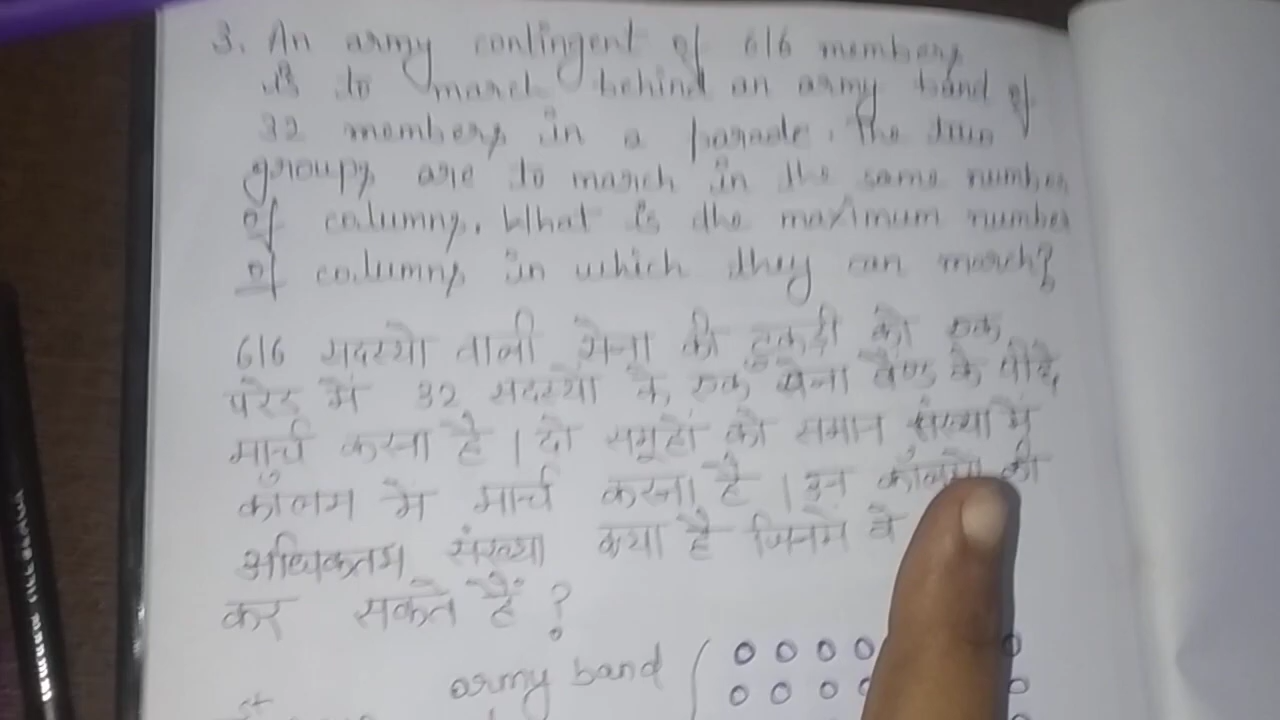 3. An army contingent of 616 members
is to march behind an army band of
32 members in a parade. The two
groups are to march in the same number
of columns. What is the maximum number
of columns in which they can march?
616 सदस्यो वाली सेना की टुकड़ी को एक
परेड में 32 सदस्यो के एक सेना बैण्ड के पीछे
मार्च करना है । दो समूहों को समान संख्या में
कॉलम मे मार्च करना है । इन कॉलमो की
अधिकतम संख्या क्या है जिनमे वे
कर सकते हैं ?
army band